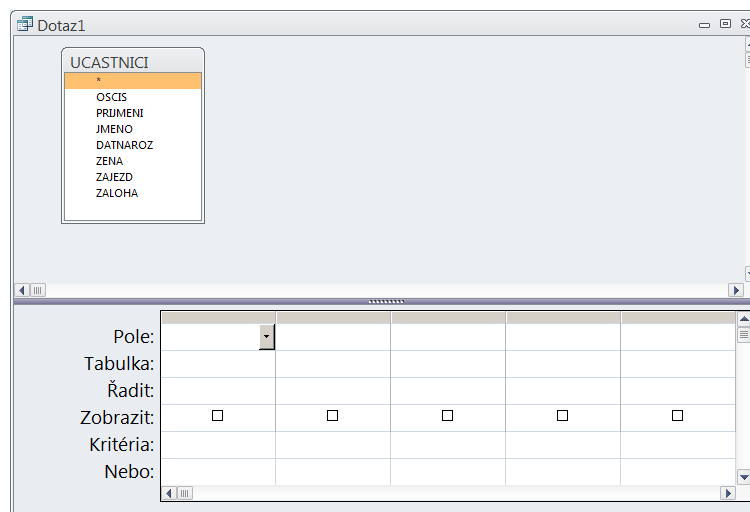 Dotaz1
UCASTNICI
*
OSCIS
PRIJMENI
JMENO
DATNAROZ
ZENA
ZAJEZD
ZALOHA
Pole:
Tabulka:
Řadit:
Zobrazit:
Kritéria:
Nebo: